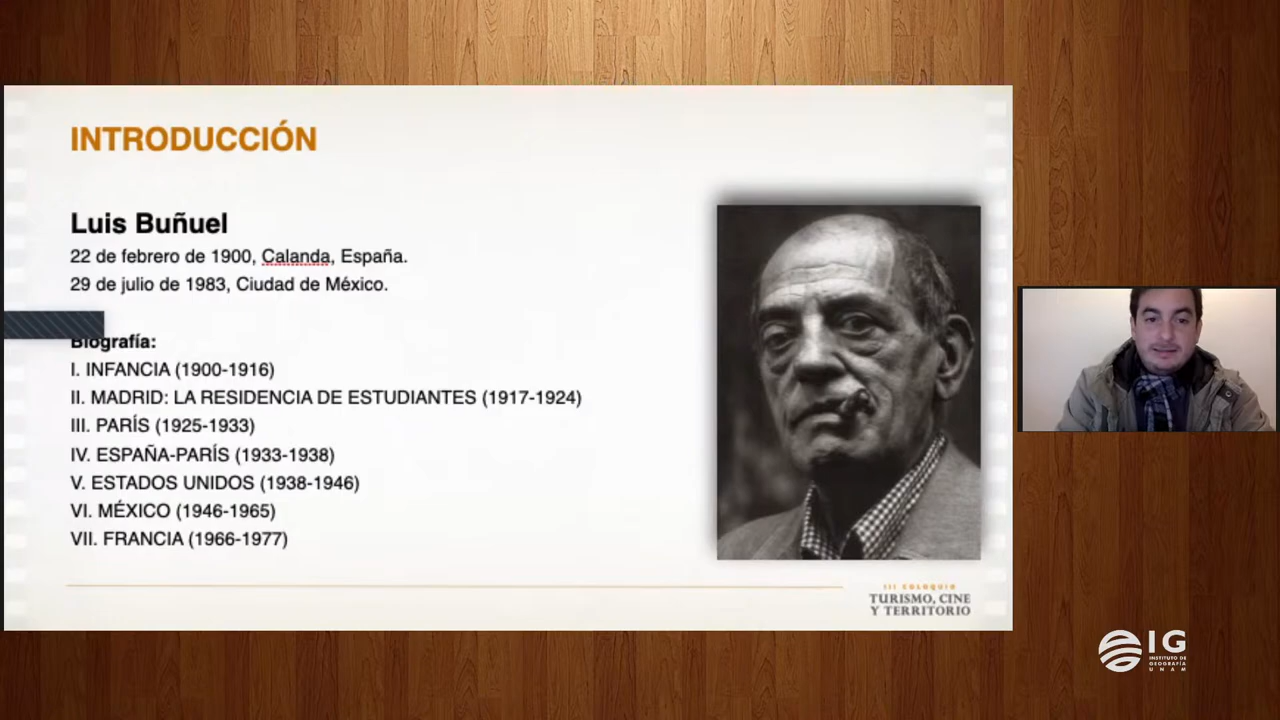 INTRODUCCIÓN
Luis Buñuel
22 de febrero de 1900, Calanda, España.
29 de julio de 1983, Ciudad de México.
Biografía:
I. INFANCIA (1900-1916)
II. MADRID: LA RESIDENCIA DE ESTUDIANTES (1917-1924)
III. PARÍS (1925-1933)
IV. ESPAÑA-PARÍS (1933-1938)
V. ESTADOS UNIDOS (1938-1946)
VI. MÉXICO (1946-1965)
VII. FRANCIA (1966-1977)
III COLOQUIO
TURISMO, CINE
Y TERRITORIO
IG
INSTITUTO DE
GEOGRAFÍA
UNAM